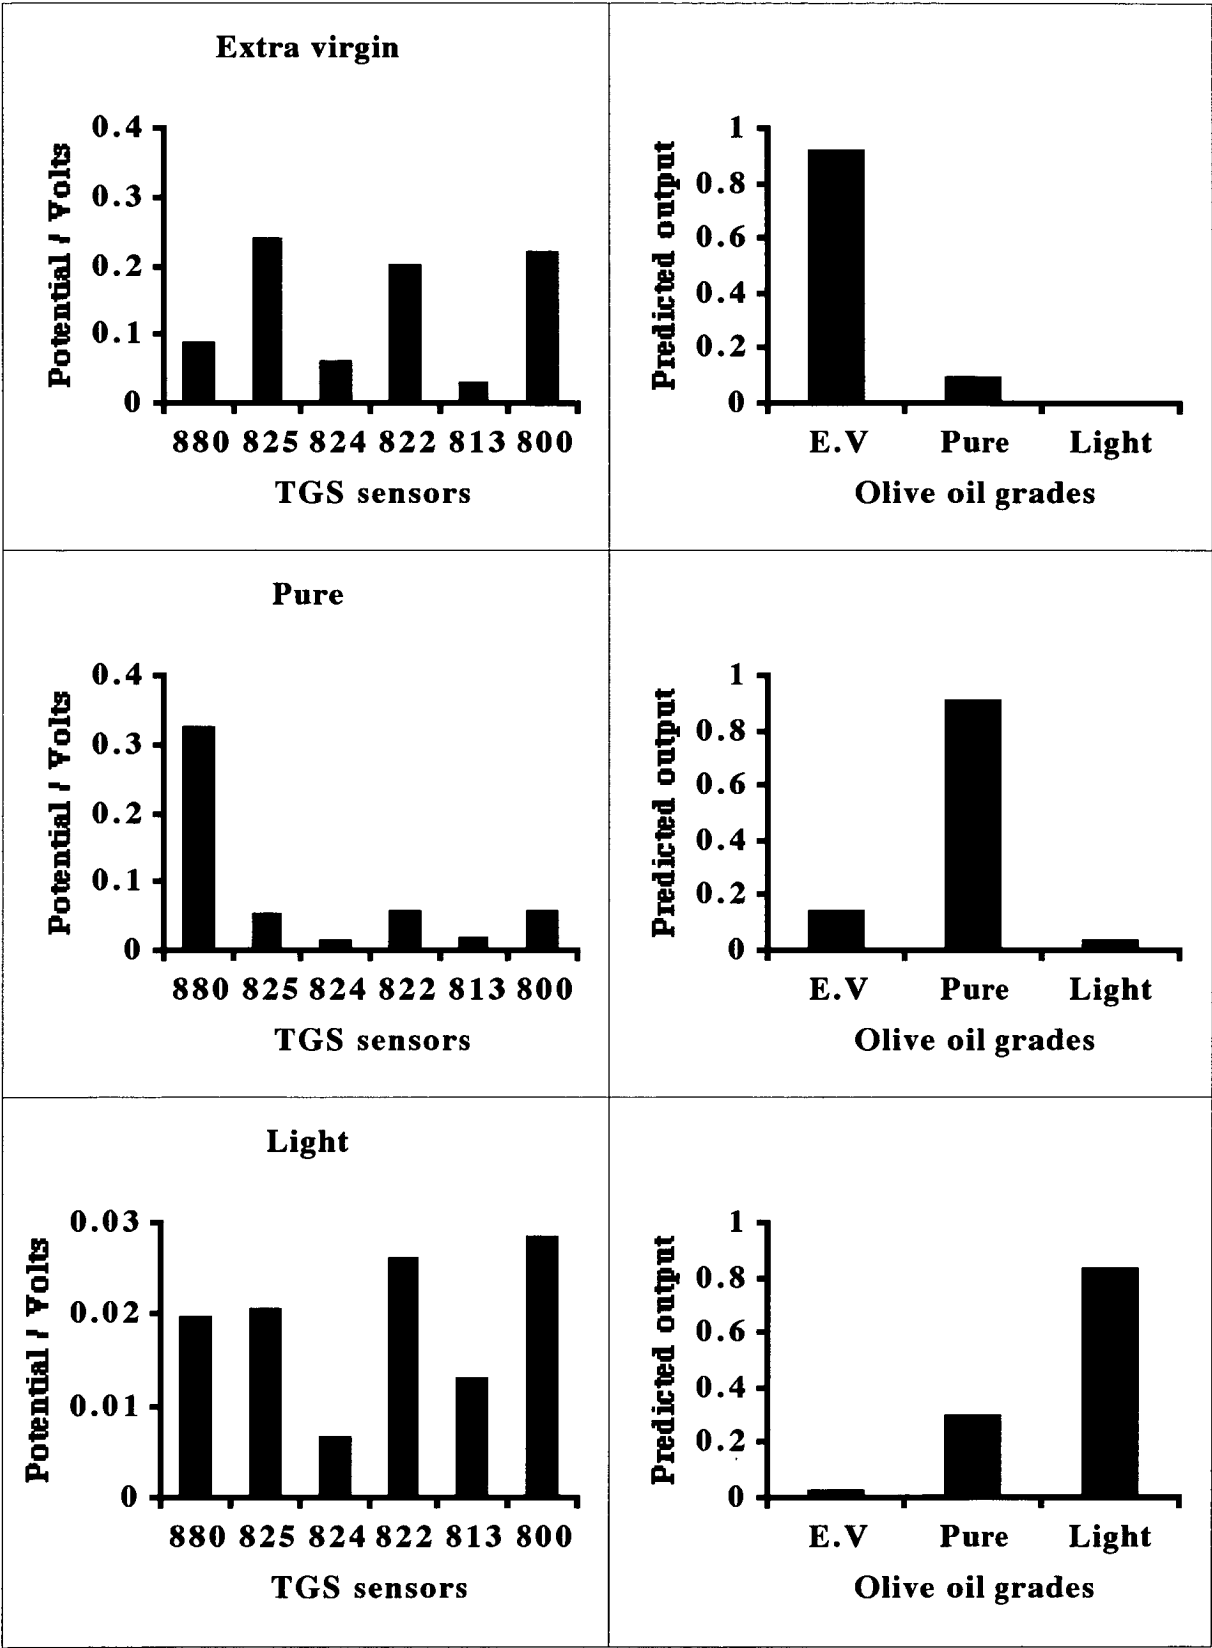 Extra virgin
Potential / Volts
0.4
0.3
0.2
0.1
0
880 825 824 822 813 800
TGS sensors
Predicted output
1
0.8
0.6
0.4
0.2
0
E.V Pure Light
Olive oil grades
Pure
Potential / Volts
0.4
0.3
0.2
0.1
0
880 825 824 822 813 800
TGS sensors
Predicted output
1
0.8
0.6
0.4
0.2
0
E.V Pure Light
Olive oil grades
Light
Potential / Volts
0.03
0.02
0.01
0
880 825 824 822 813 800
TGS sensors
Predicted output
1
0.8
0.6
0.4
0.2
0
E.V Pure Light
Olive oil grades